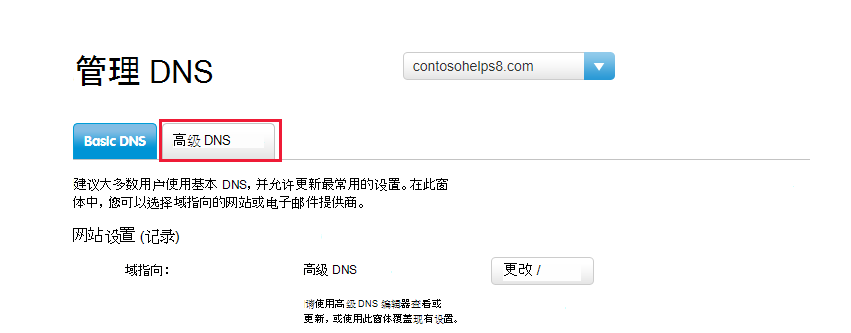 管理 DNS
contosohelps8.com
Basic DNS
高级 DNS
建议大多数用户使用基本 DNS，并允许更新最常用的设置。在此窗
体中，您可以选择域指向的网站或电子邮件提供商。
网站设置 (记录)
域指向：
高级 DNS
更改 /
请使用高级 DNS 编辑器查看或
更新，或使用此窗体覆盖现有设置。